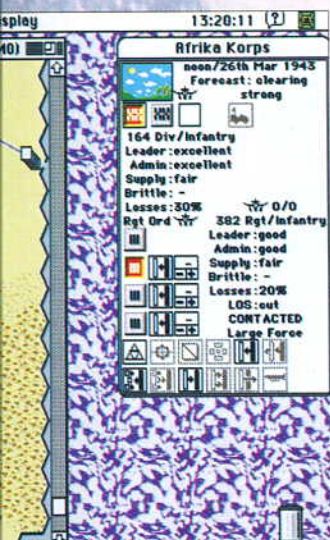 splay 13:20:11 ?
MO)
Afrika Korps
noon/26th Mar 1943
Forecast: clearing
strong
164 Div/Infantry
Leader:excellent
Admin:excellent
Supply:fair
Brittle: -
Losses:30% 0/0
Rgt Ord 382 Rgt/Infantry
Leader:good
Admin:good
Supply:fair
Brittle: -
Losses:20%
LOS:out
CONTACTED
Large Force